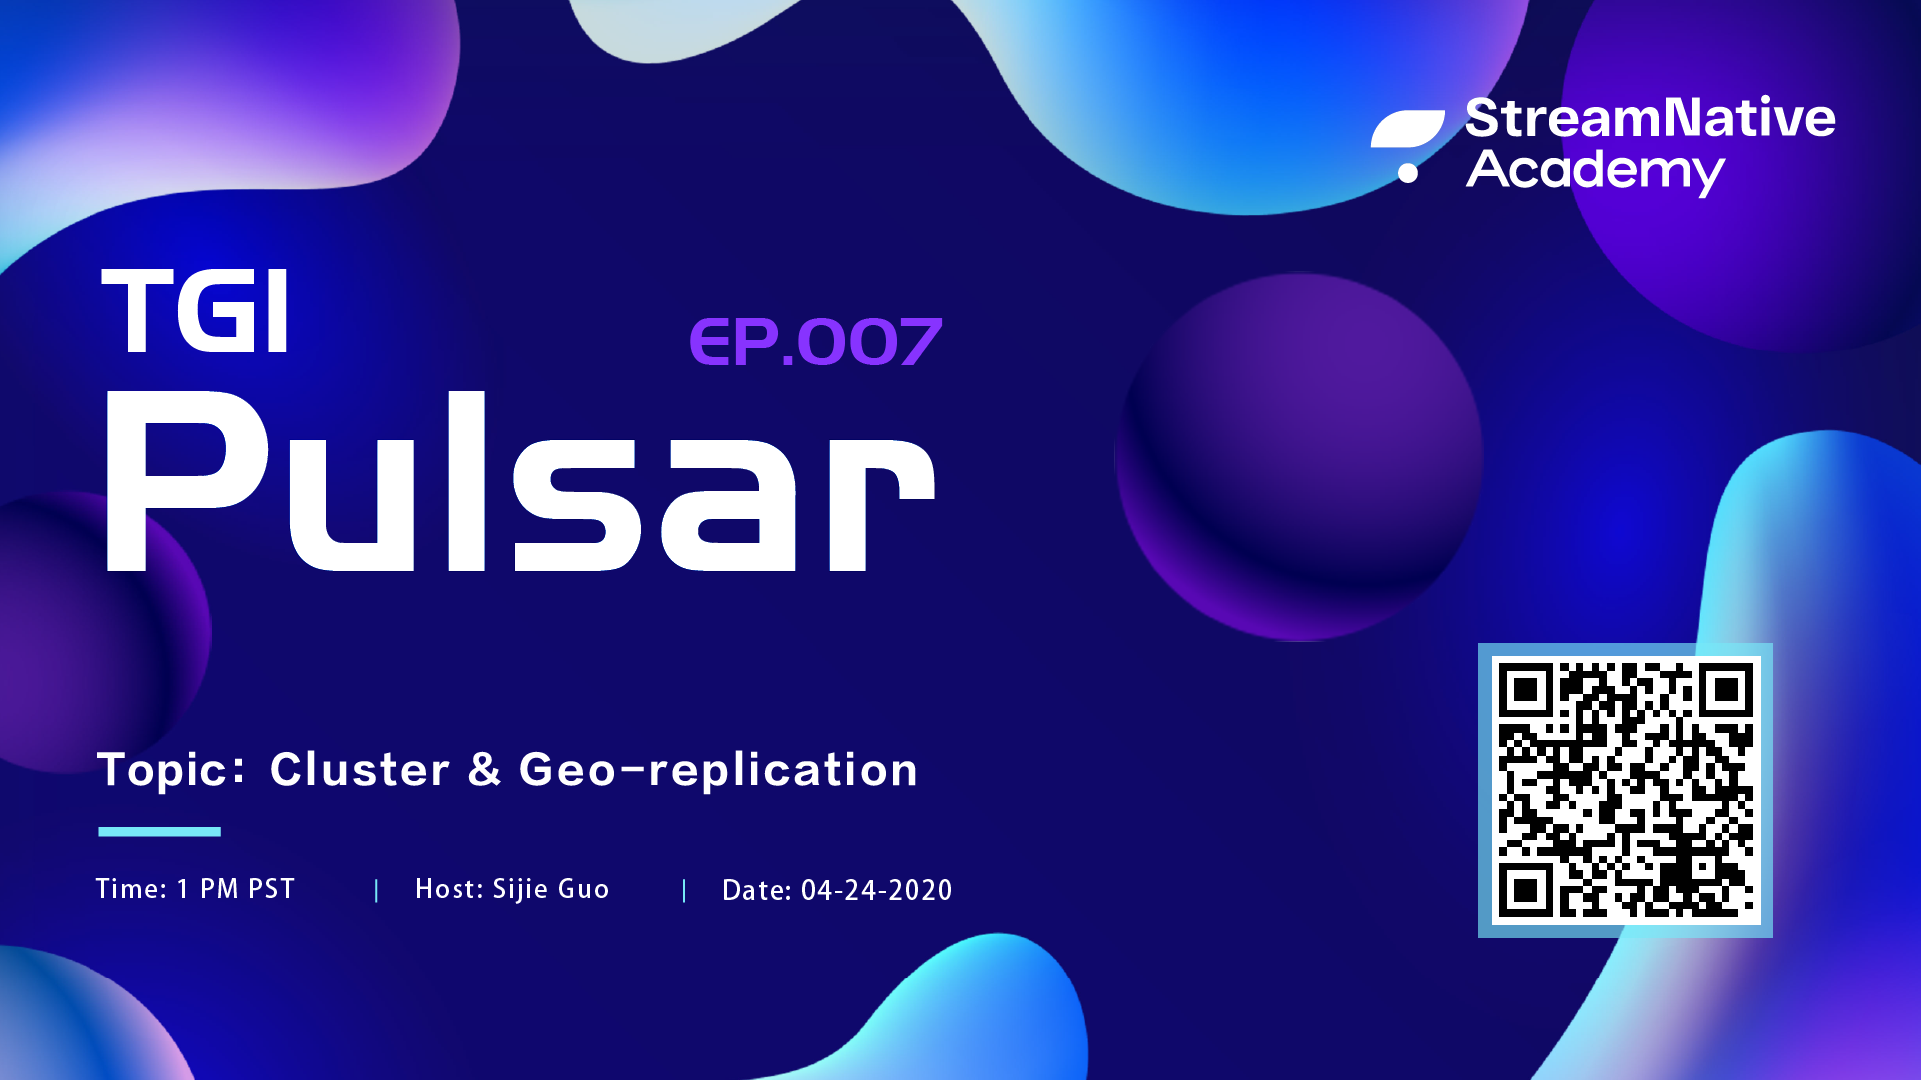 StreamNative
Academy
TGI
EP.007
Pulsar
Topic: Cluster & Geo-replication
Time: 1 PM PST | Host: Sijie Guo | Date: 04-24-2020